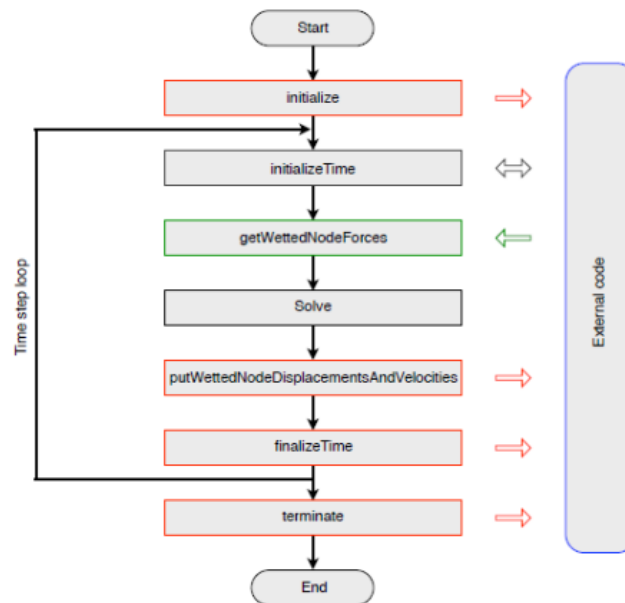 Start
initialize
initializeTime
getWettedNodeForces
Solve
putWettedNodeDisplacementsAndVelocities
finalizeTime
terminate
End
Time step loop
External code